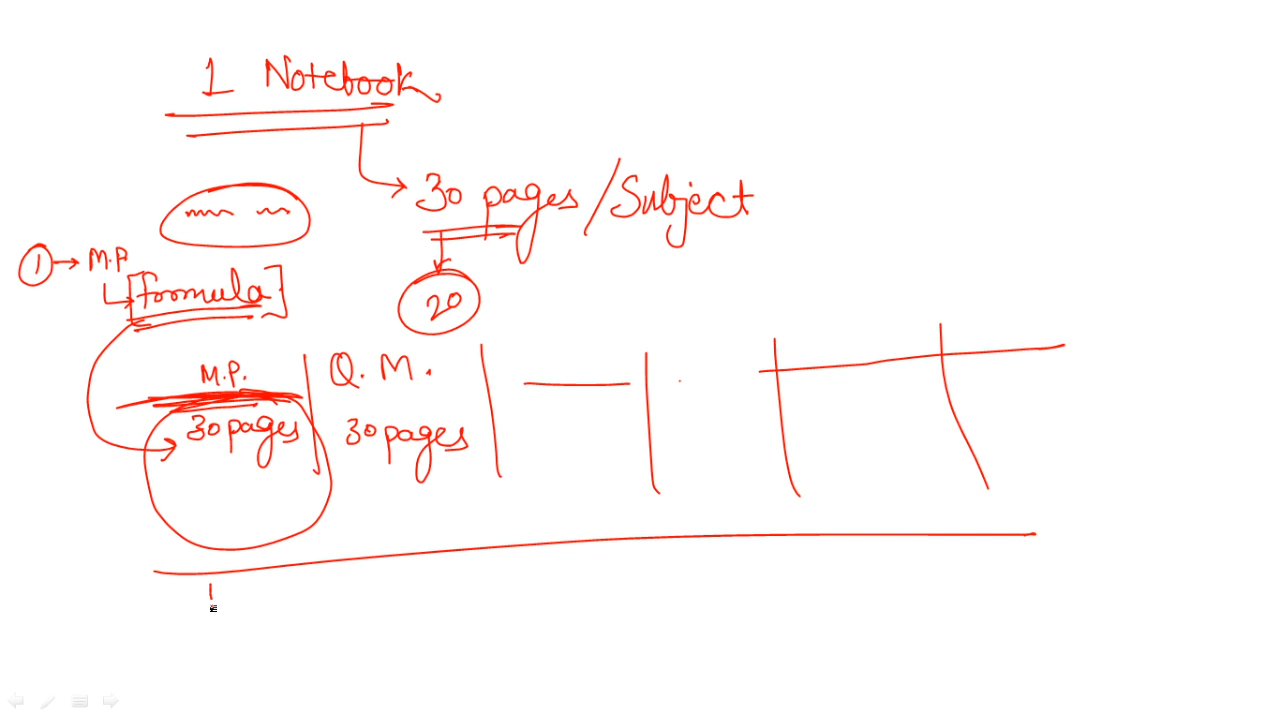 1 Notebook
30 pages/Subject
1 → M.P
[formula]
20
M.P.
Q. M.
30 pages
30 pages